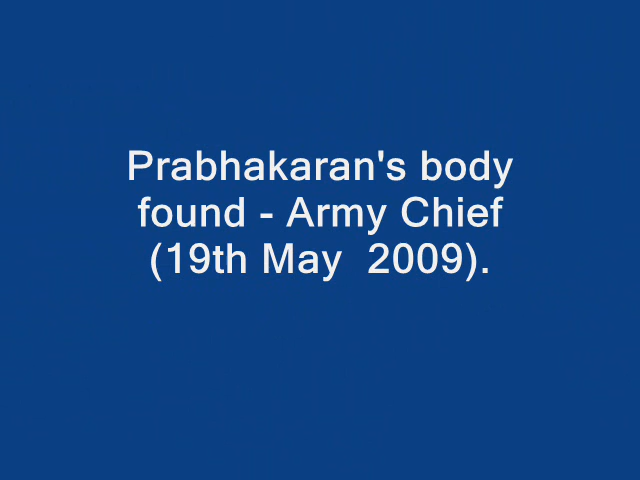 Prabhakaran's body
found - Army Chief
(19th May  2009).